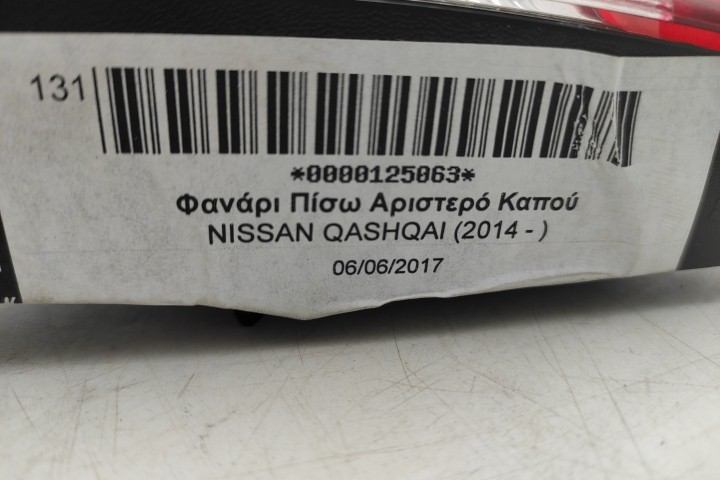 131
*0000125063*
Φανάρι Πίσω Αριστερό Καπού
NISSAN QASHQAI (2014 - )
06/06/2017